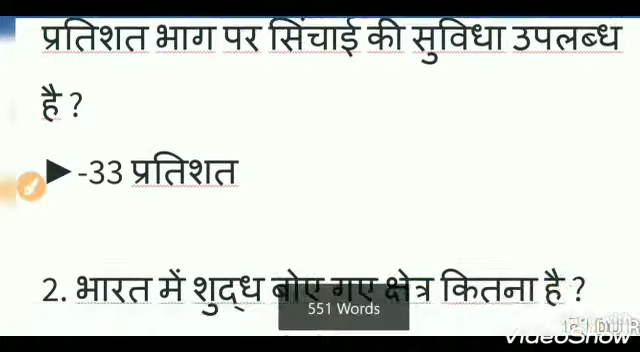 प्रतिशत भाग पर सिंचाई की सुविधा उपलब्ध
है ?
►-33 प्रतिशत
2. भारत में शुद्ध बोए गए क्षेत्र कितना है ?
551 Words
VideoShow